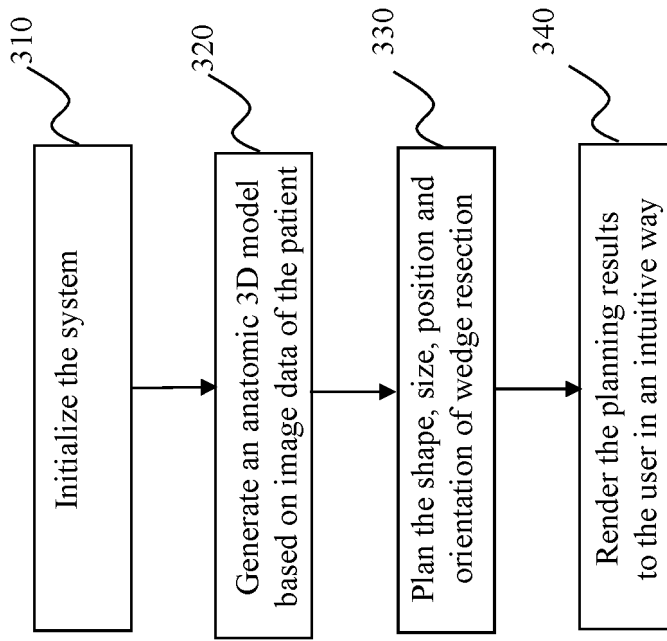 310
Initialize the system
320
Generate an anatomic 3D model
based on image data of the patient
330
Plan the shape, size, position and
orientation of wedge resection
340
Render the planning results
to the user in an intuitive way